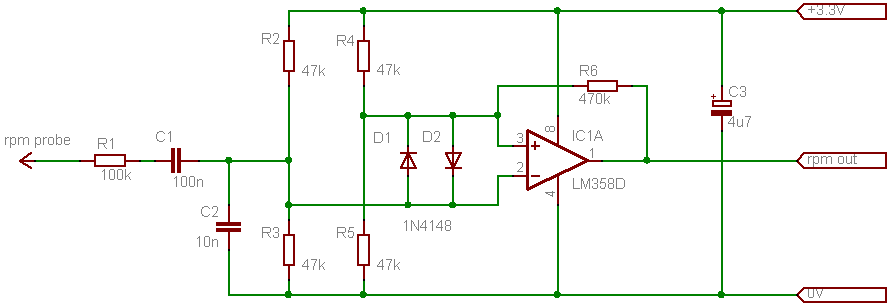 +3.3V
R2
R4
47k
47k
R6
470k
C3
+
4u7
rpm probe
R1
C1
D1
D2
3
8
IC1A
+
1
rpm out
2
-
100k
100n
4
LM358D
C2
10n
1N4148
R3
R5
47k
47k
0V